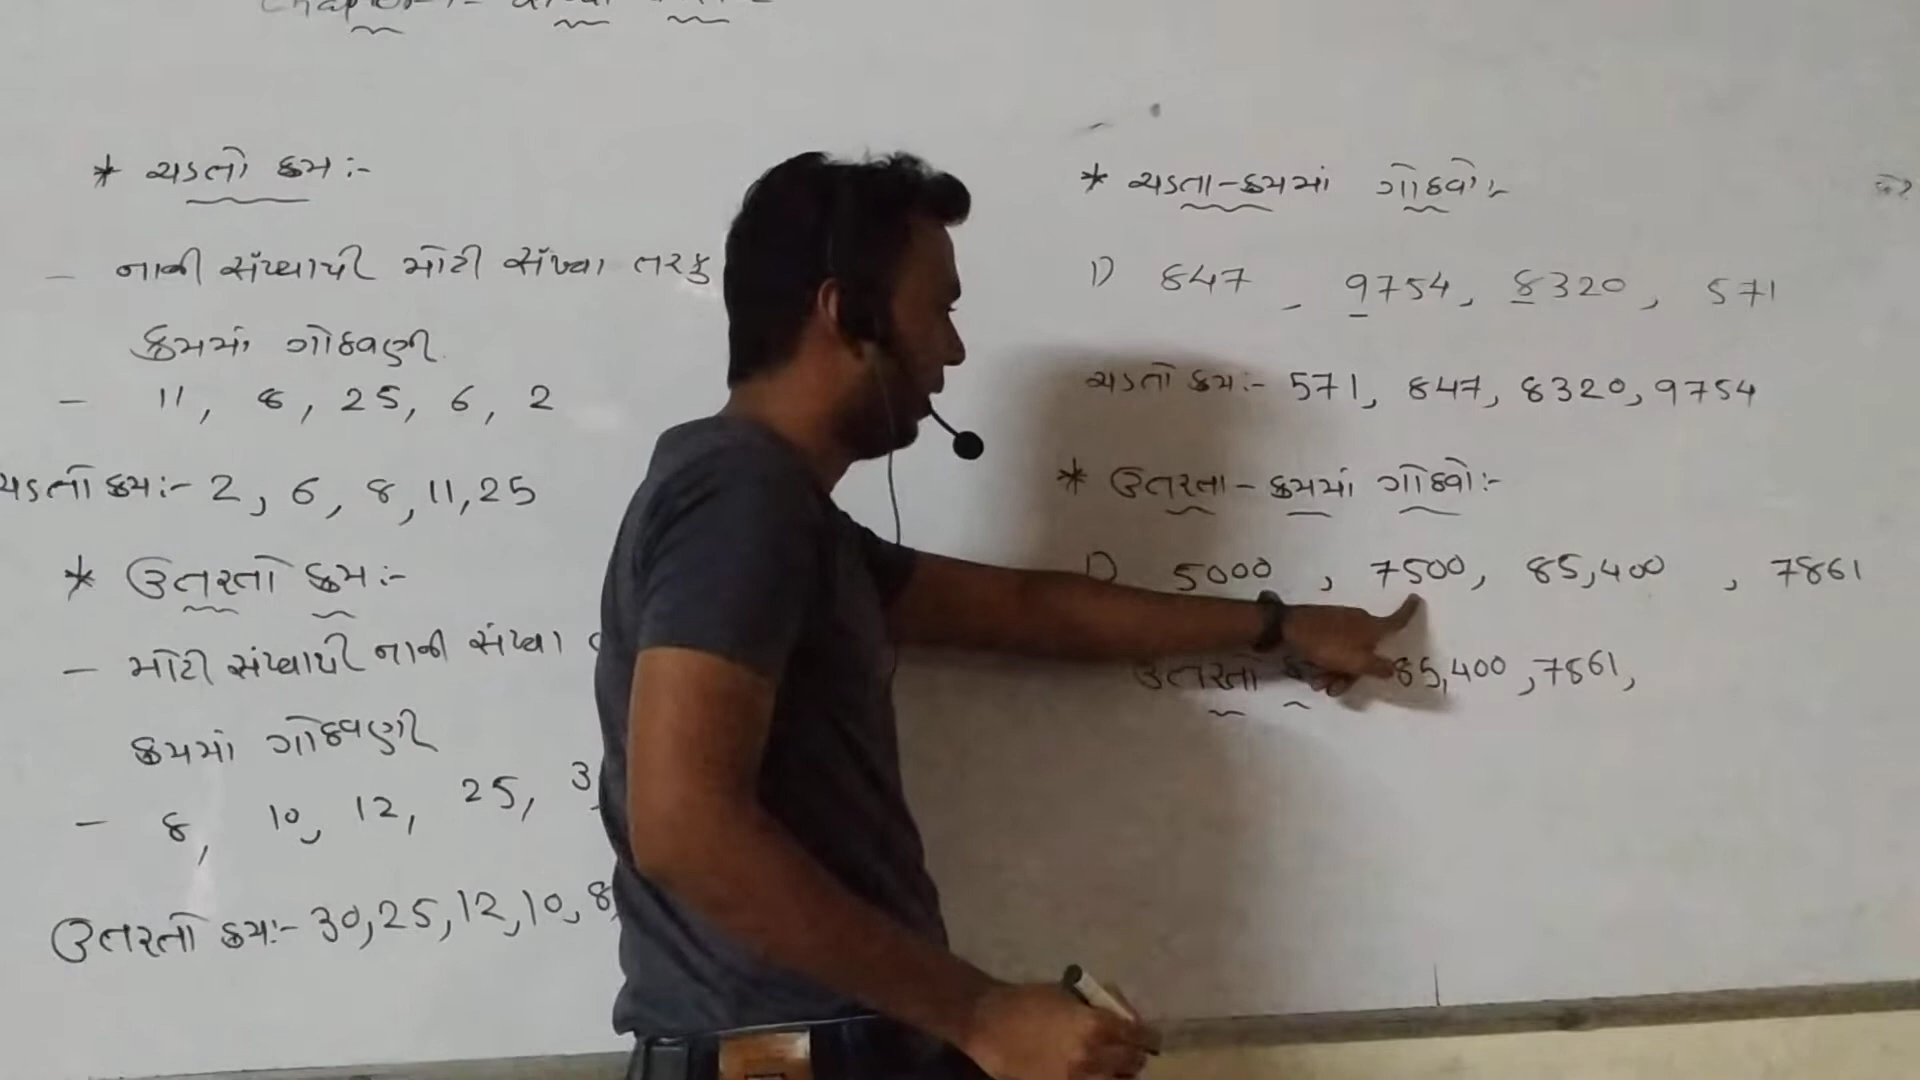 * ચડતો ક્રમ :-
- નાની સંખ્યાથી મોટી સંખ્યા તરફ
ક્રમમાં ગોઠવણી
- 11, 8, 25, 6, 2
ચડતો ક્રમ :- 2, 6, 8, 11, 25
* ઉતરતો ક્રમ :-
- મોટી સંખ્યાથી નાની સંખ્યા
ક્રમમાં ગોઠવણી
- 8, 10, 12, 25, 3
ઉતરતો ક્રમ :- 30, 25, 12, 10, 8
* ચડતા-ક્રમમાં ગોઠવો :-
1) 847, 9754, 8320, 571
ચડતો ક્રમ :- 571, 847, 8320, 9754
* ઉતરતા - ક્રમમાં ગોઠવો :-
1) 5000, 7500, 85,400, 7861
ઉતરતો 85,400, 7861,